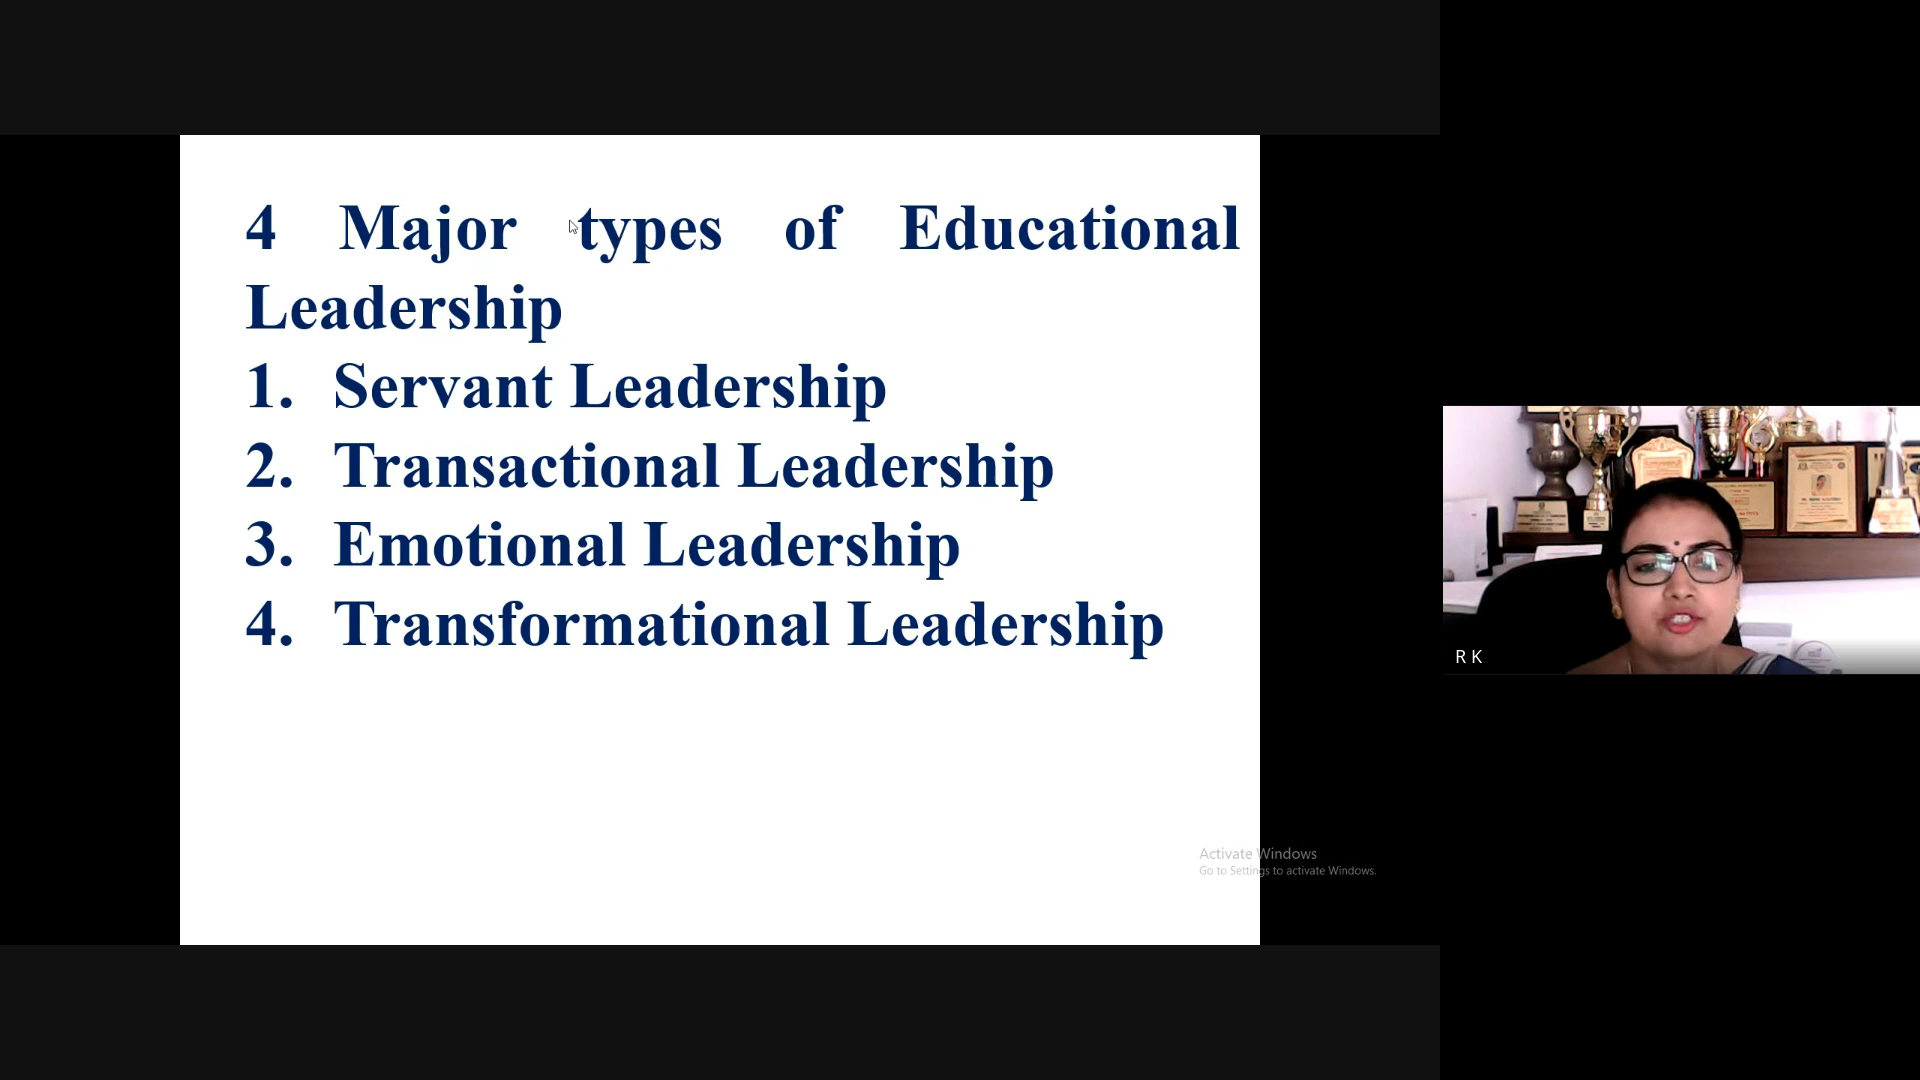 4 Major types of Educational
Leadership
1. Servant Leadership
2. Transactional Leadership
3. Emotional Leadership
4. Transformational Leadership
Activate Windows
Go to Settings to activate Windows.
R K